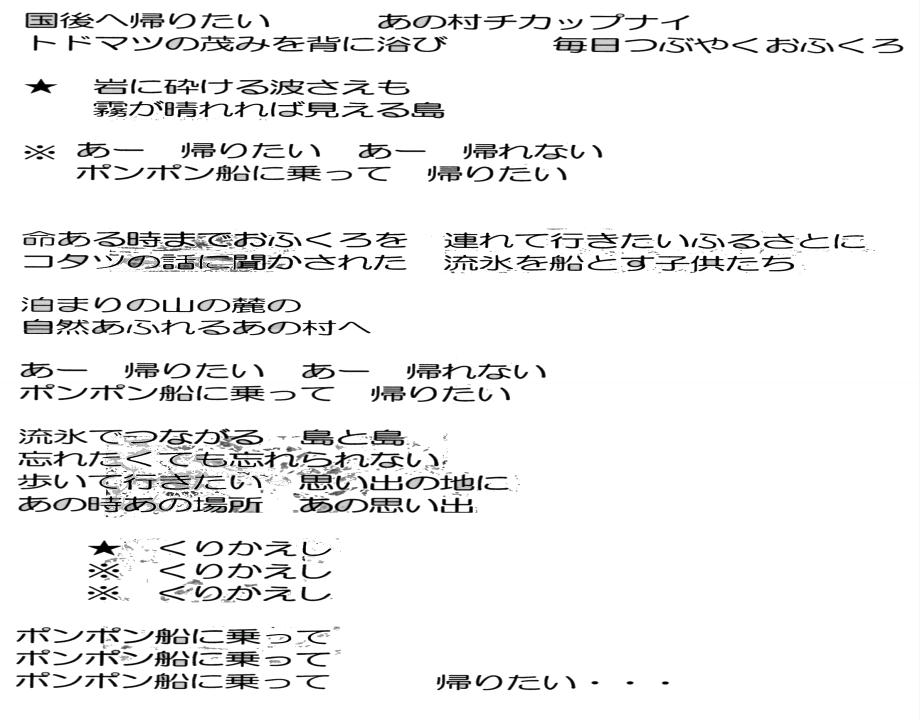 国後へ帰りたい　　　あの村チカップナイ
トドマツの茂みを背に浴び　　　毎日つぶやくおふくろ
★　岩に砕ける波さえも
霧が晴れれば見える島
※　あー　帰りたい　あー　帰れない
ポンポン船に乗って　帰りたい
命ある時までおふくろを　連れて行きたいふるさとに
コタツの話に聞かされた　流氷を船とす子供たち
泊まりの山の麓の
自然あふれるあの村へ
あー　帰りたい　あー　帰れない
ポンポン船に乗って　帰りたい
流氷でつながる　島と島
忘れたくても忘れられない
歩いて行きたい　思い出の地に
あの時あの場所　あの思い出
★　くりかえし
※　くりかえし
※　くりかえし
ポンポン船に乗って
ポンポン船に乗って
ポンポン船に乗って　　　帰りたい・・・